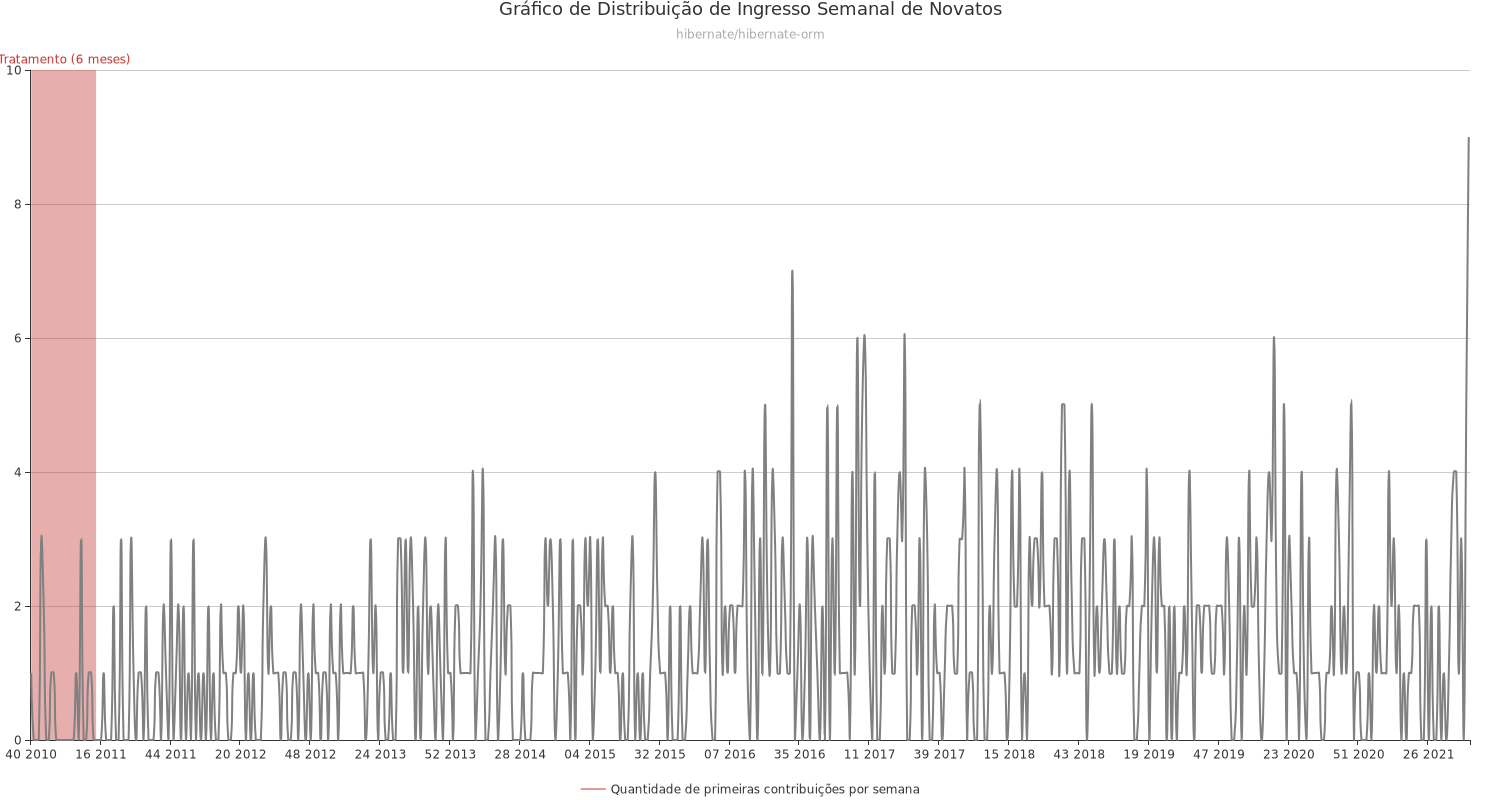 Gráfico de Distribuição de Ingresso Semanal de Novatos
hibernate/hibernate-orm
Tratamento (6 meses)
10
8
6
4
2
0
40 2010 16 2011 44 2011 20 2012 48 2012 24 2013 52 2013 28 2014 04 2015 32 2015 07 2016 35 2016 11 2017 39 2017 15 2018 43 2018 19 2019 47 2019 23 2020 51 2020 26 2021
Quantidade de primeiras contribuições por semana